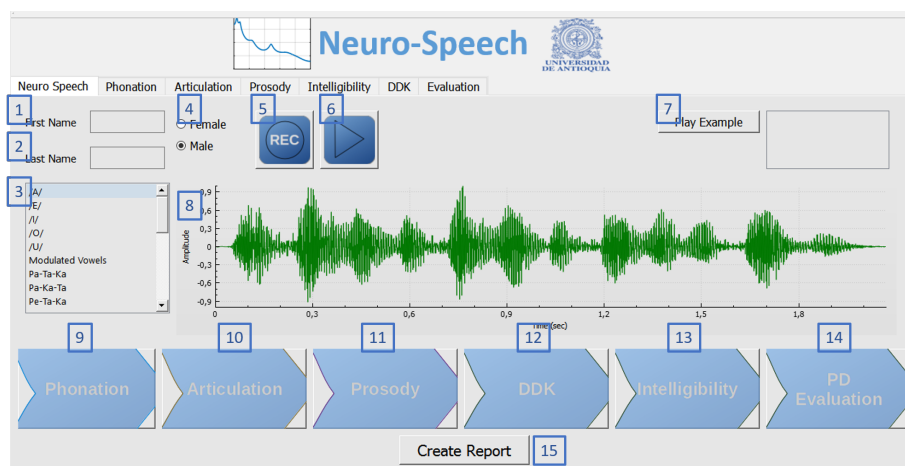 Neuro-Speech
UNIVERSIDAD
DE ANTIOQUIA
Neuro Speech Phonation Articulation Prosody Intelligibility DDK Evaluation
1
First Name
4
Female
5
REC
6
7
Play Example
2
Last Name
Male
3
/A/
/E/
/I/
/O/
/U/
Modulated Vowels
Pa-Ta-Ka
Pa-Ka-Ta
Pe-Ta-Ka
8
Amplitude
0,9
0,6
0,3
0
-0,3
-0,6
-0,9
0 0,3 0,6 0,9 1,2 1,5 1,8
Time (sec)
9 10 11 12 13 14
Phonation Articulation Prosody DDK Intelligibility PD
Evaluation
Create Report 15